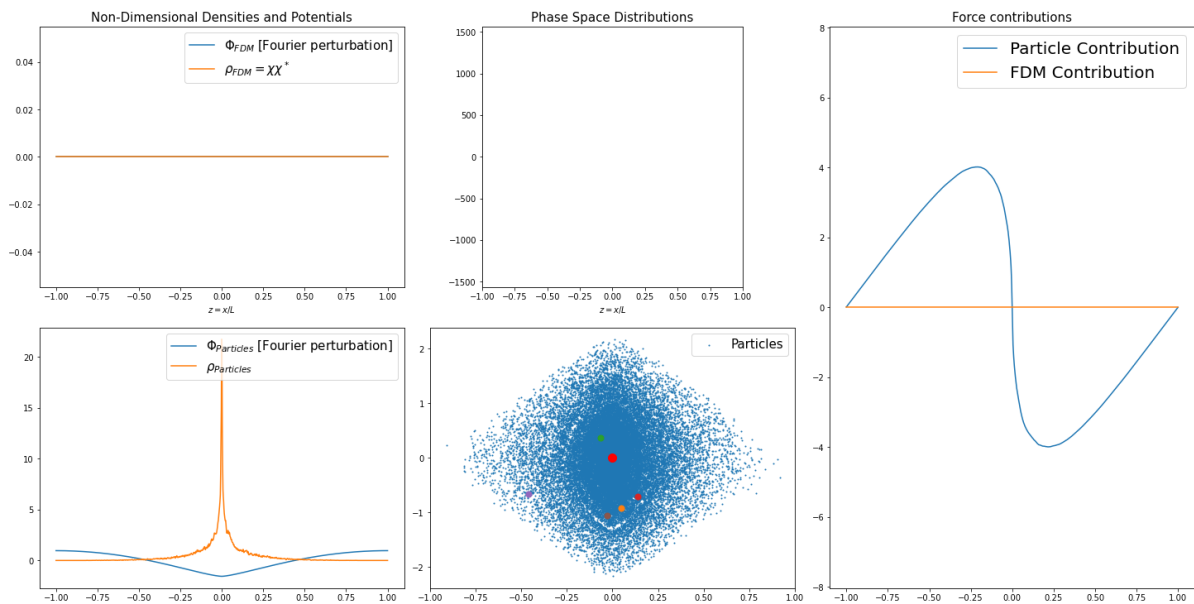 Non-Dimensional Densities and Potentials
Φ_FDM [Fourier perturbation]
ρ_FDM = χχ*
0.04
0.02
0.00
−0.02
−0.04
−1.00 −0.75 −0.50 −0.25 0.00 0.25 0.50 0.75 1.00
z = x/L
Phase Space Distributions
1500
1000
500
0
−500
−1000
−1500
−1.00 −0.75 −0.50 −0.25 0.00 0.25 0.50 0.75 1.00
z = x/L
Force contributions
Particle Contribution
FDM Contribution
8
6
4
2
0
−2
−4
−6
−8
−1.00 −0.75 −0.50 −0.25 0.00 0.25 0.50 0.75 1.00
Φ_Particles [Fourier perturbation]
ρ_Particles
20
15
10
5
0
−1.00 −0.75 −0.50 −0.25 0.00 0.25 0.50 0.75 1.00
Particles
2
1
0
−1
−2
−1.00 −0.75 −0.50 −0.25 0.00 0.25 0.50 0.75 1.00